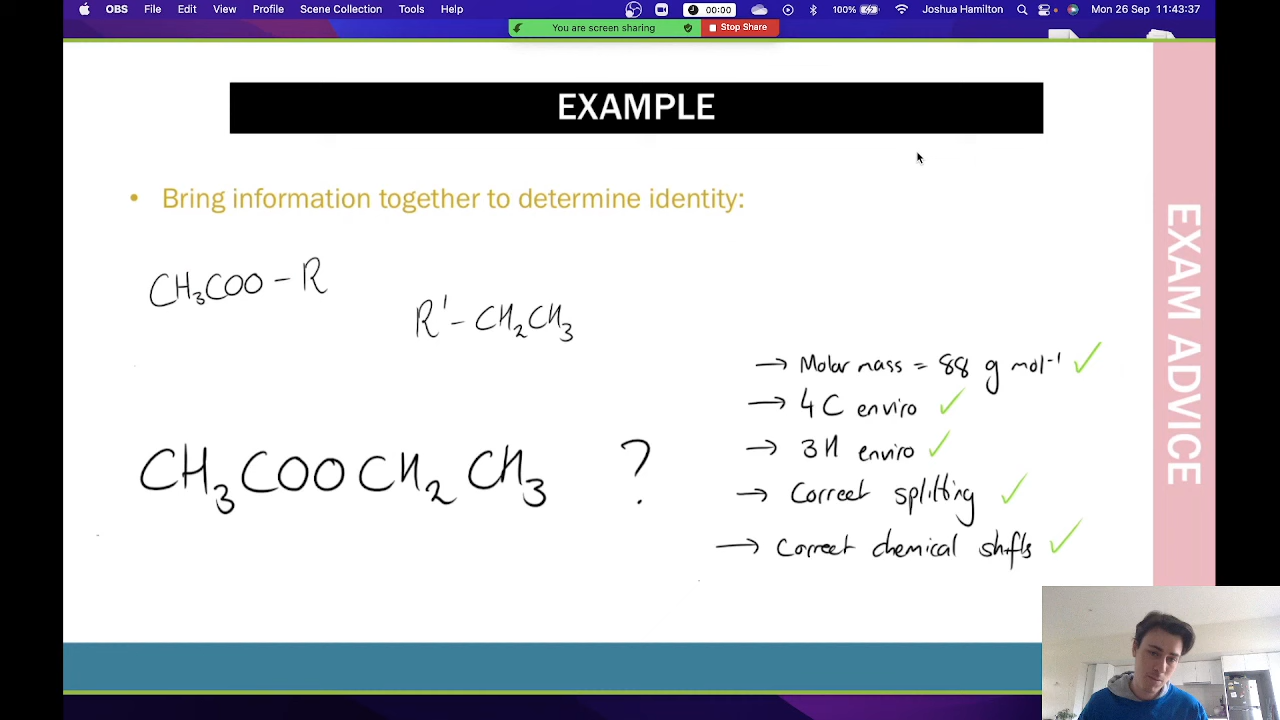 OBS File Edit View Docks Profile Scene Collection Tools Help 00:00 100% Joshua Hamilton Mon 26 Sep 11:43:37
You are screen sharing Stop Share
EXAMPLE
• Bring information together to determine identity:
CH₃COO – R
R' – CH₂CH₃
→ Molar mass = 88 g mol⁻¹ ✓
→ 4 C enviro ✓
→ 3 H enviro ✓
CH₃COOCH₂CH₃ ?
→ Correct splitting ✓
→ Correct chemical shifts ✓
EXAM ADVICE